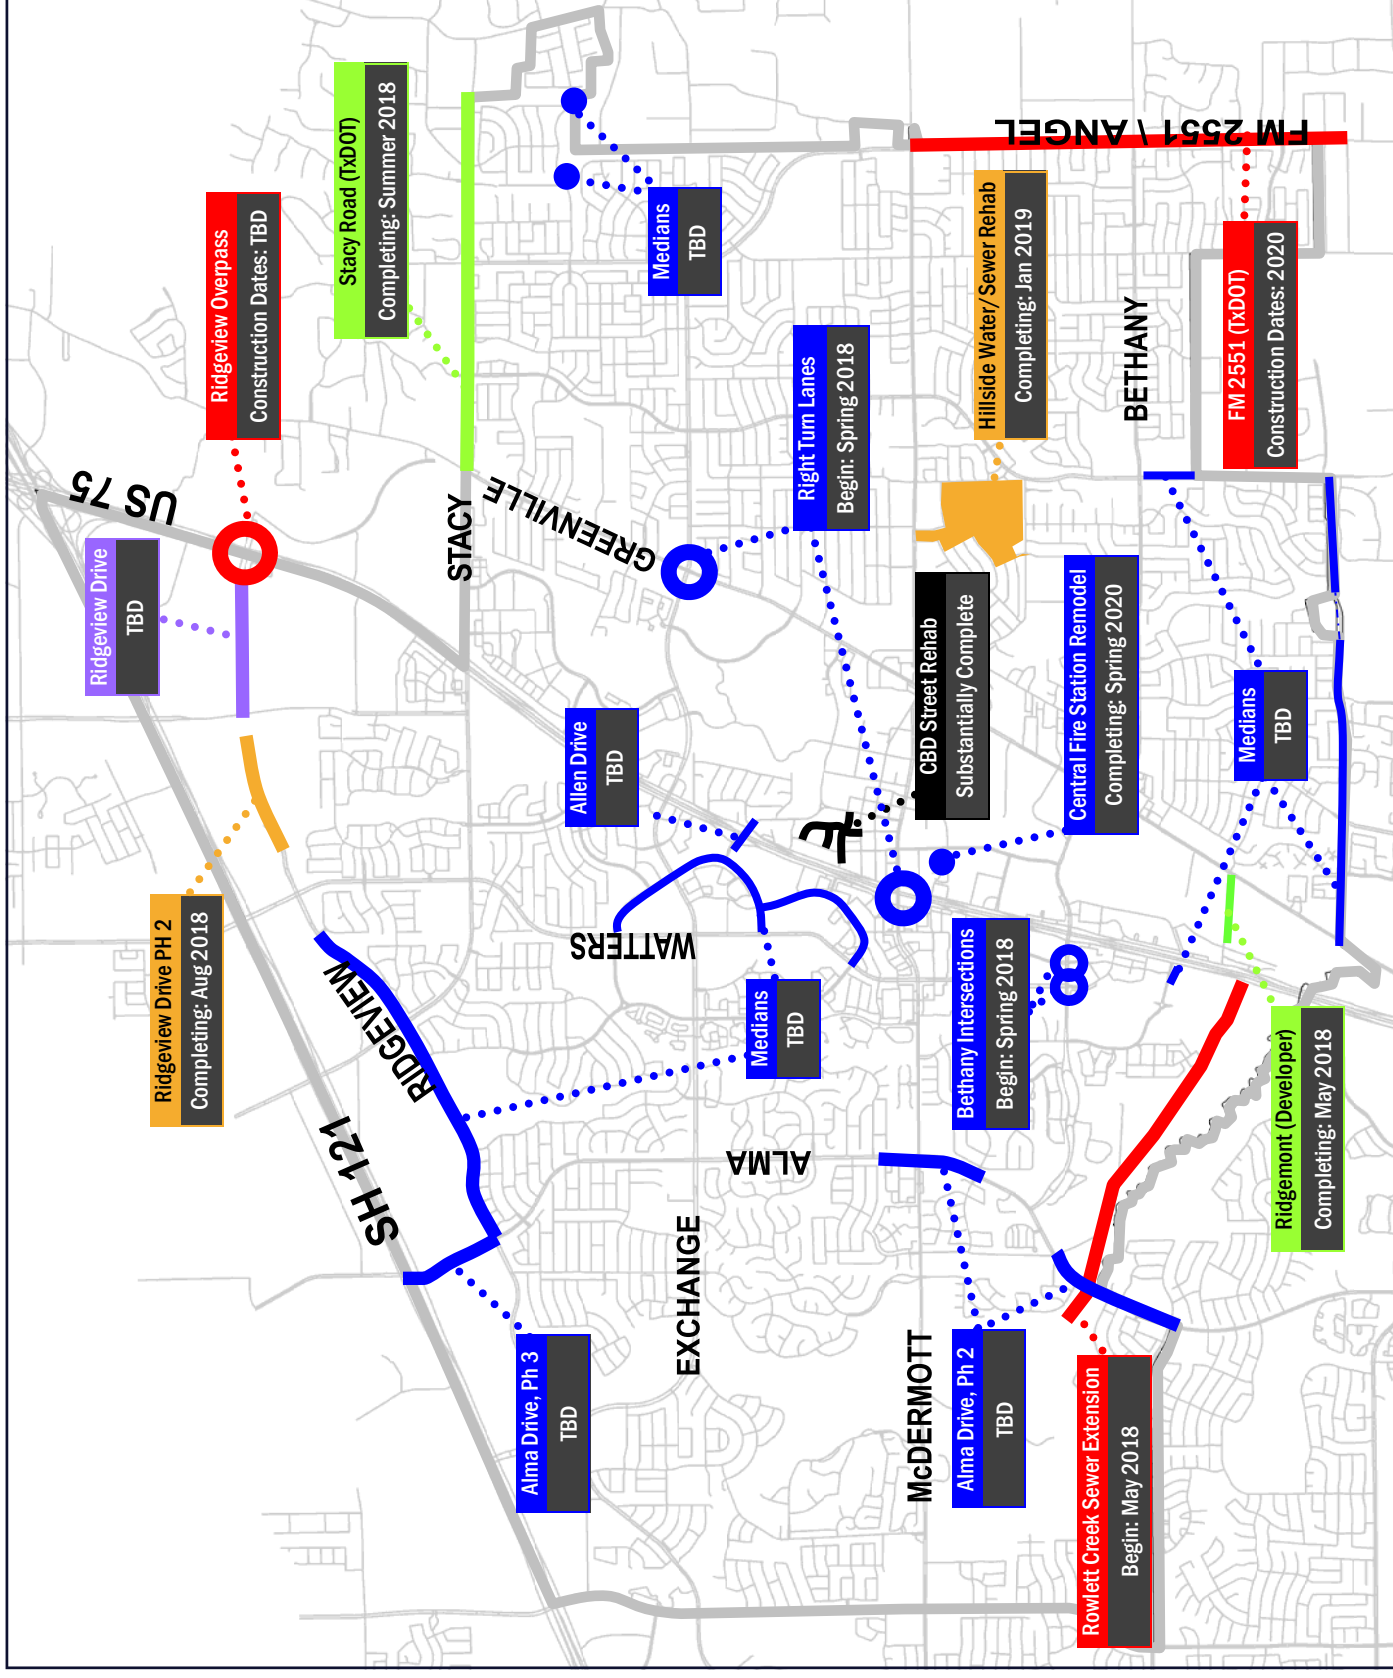 US 75
Ridgeview Overpass
Construction Dates: TBD
Stacy Road (TxDOT)
Completing: Summer 2018
Ridgeview Drive
TBD
STACY
GREENVILLE
Medians
TBD
Ridgeview Drive PH 2
Completing: Aug 2018
RIDGEVIEW
SH 121
Allen Drive
TBD
WATTERS
Medians
TBD
Right Turn Lanes
Begin: Spring 2018
FM 2551 \ ANGEL
Hillside Water/ Sewer Rehab
Completing: Jan 2019
BETHANY
FM 2551 (TxDOT)
Construction Dates: 2020
CBD Street Rehab
Substantially Complete
Central Fire Station Remodel
Completing: Spring 2020
Medians
TBD
Bethany Intersections
Begin: Spring 2018
ALMA
EXCHANGE
Alma Drive, Ph 3
TBD
McDERMOTT
Alma Drive, Ph 2
TBD
Ridgemont (Developer)
Completing: May 2018
Rowlett Creek Sewer Extension
Begin: May 2018